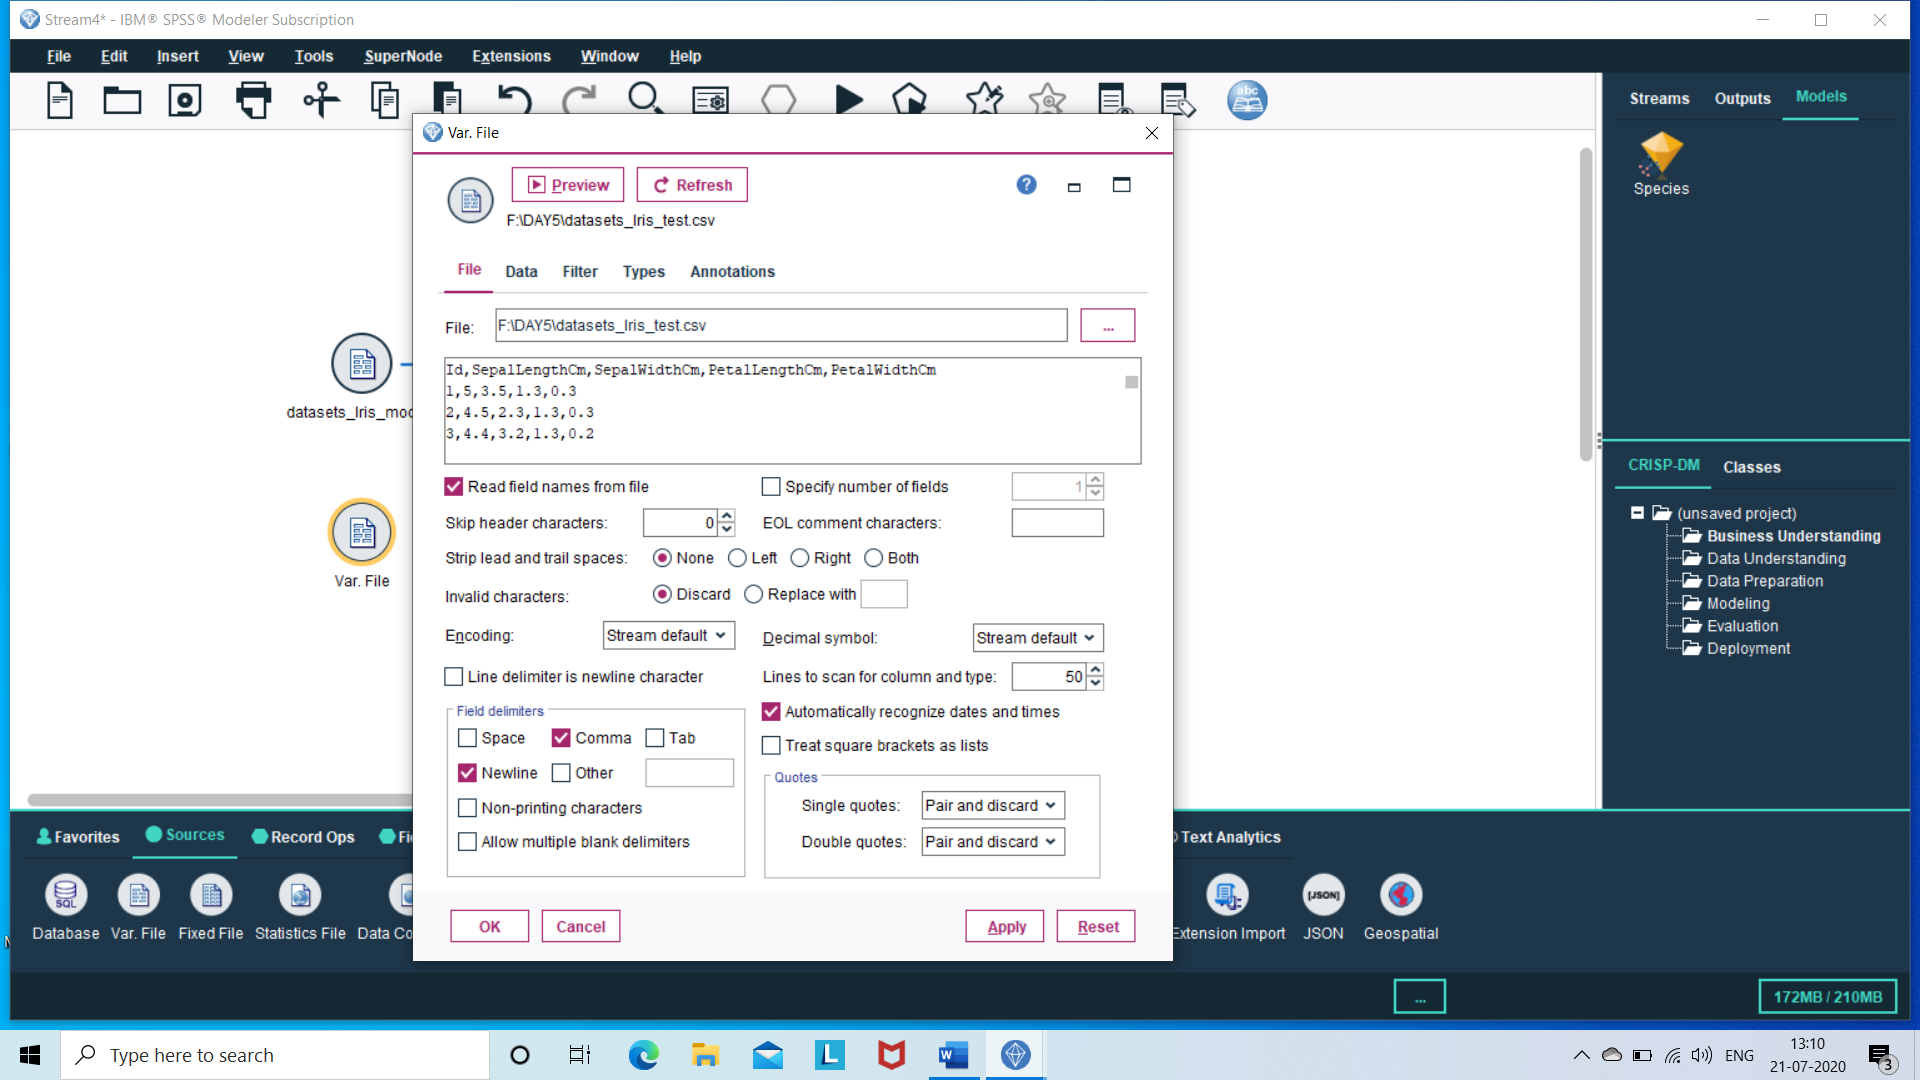 Stream4* - IBM® SPSS® Modeler Subscription
File Edit Insert View Tools SuperNode Extensions Window Help
abc
Streams Outputs Models
Species
Var. File
Preview Refresh
?
F:\DAY5\datasets_Iris_test.csv
File Data Filter Types Annotations
File: F:\DAY5\datasets_Iris_test.csv ...
Id,SepalLengthCm,SepalWidthCm,PetalLengthCm,PetalWidthCm
1,5,3.5,1.3,0.3
2,4.5,2.3,1.3,0.3
3,4.4,3.2,1.3,0.2
Read field names from file Specify number of fields 1
Skip header characters: 0 EOL comment characters:
Strip lead and trail spaces: None Left Right Both
Invalid characters: Discard Replace with
Encoding: Stream default Decimal symbol: Stream default
Line delimiter is newline character Lines to scan for column and type: 50
Field delimiters
Space Comma Tab
Newline Other
Non-printing characters
Allow multiple blank delimiters
Automatically recognize dates and times
Treat square brackets as lists
Quotes
Single quotes: Pair and discard
Double quotes: Pair and discard
OK Cancel Apply Reset
datasets_Iris_mod
Var. File
CRISP-DM Classes
(unsaved project)
Business Understanding
Data Understanding
Data Preparation
Modeling
Evaluation
Deployment
Favorites Sources Record Ops Fi Text Analytics
SQL [JSON]
Database Var. File Fixed File Statistics File Data Co Extension Import JSON Geospatial
... 172MB / 210MB
Type here to search
L W
ENG
13:10
21-07-2020
3